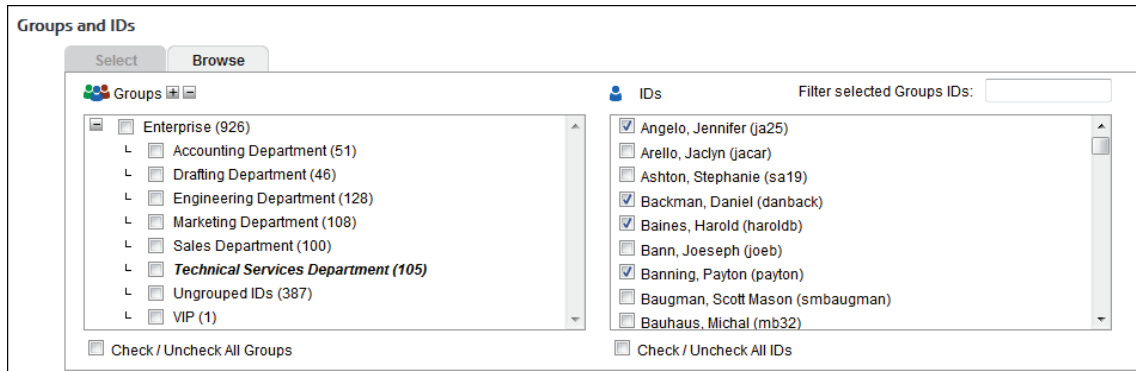 Groups and IDs
Select Browse
Groups
Enterprise (926)
Accounting Department (51)
Drafting Department (46)
Engineering Department (128)
Marketing Department (108)
Sales Department (100)
Technical Services Department (105)
Ungrouped IDs (387)
VIP (1)
Check / Uncheck All Groups
IDs Filter selected Groups IDs:
Angelo, Jennifer (ja25)
Arello, Jaclyn (jacar)
Ashton, Stephanie (sa19)
Backman, Daniel (danback)
Baines, Harold (haroldb)
Bann, Joeseph (joeb)
Banning, Payton (payton)
Baugman, Scott Mason (smbaugman)
Bauhaus, Michal (mb32)
Check / Uncheck All IDs